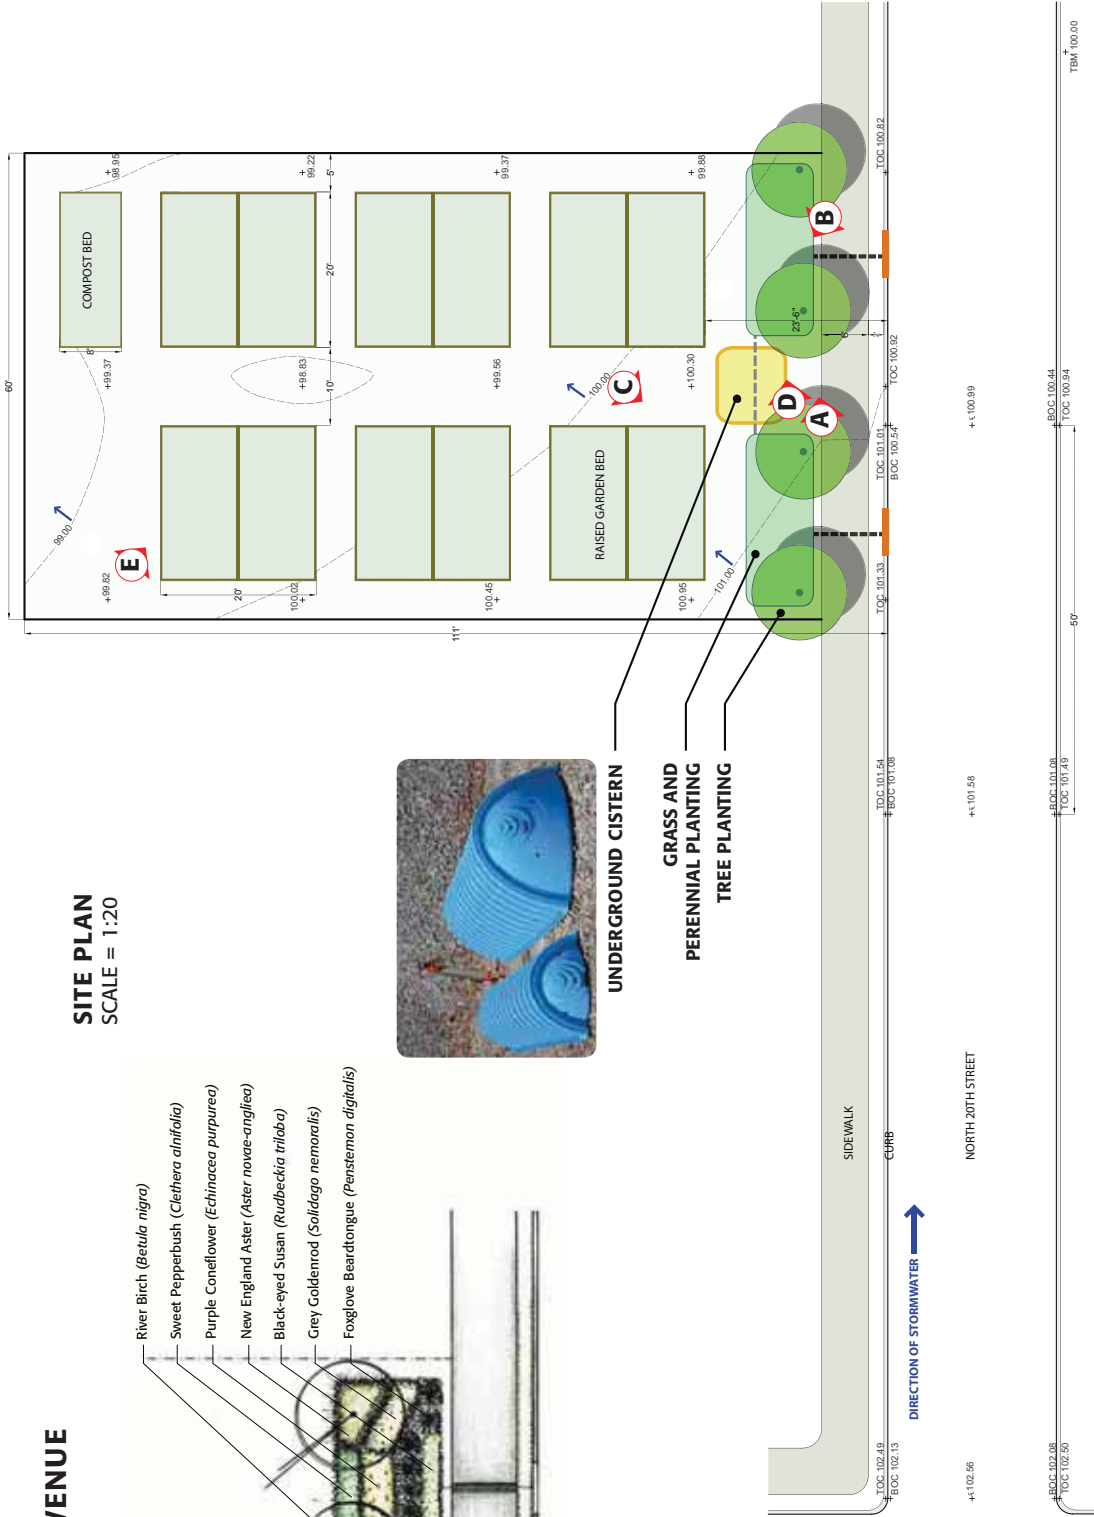 VENUE
River Birch (Betula nigra)
Sweet Pepperbush (Clethera alnifolia)
Purple Coneflower (Echinacea purpurea)
New England Aster (Aster novae-angliea)
Black-eyed Susan (Rudbeckia triloba)
Grey Goldenrod (Solidago nemoralis)
Foxglove Beardtongue (Penstemon digitalis)
SITE PLAN
SCALE = 1:20
UNDERGROUND CISTERN
GRASS AND
PERENNIAL PLANTING
TREE PLANTING
60'
111'
COMPOST BED
8'
20'
10'
20'
5'
RAISED GARDEN BED
+99.82
+99.37
+98.95
99.00
100.02
+98.83
99.22
100.45
+99.56
99.37
100.95
+100.30
99.88
100.00
101.00
23'-6"
6'
2'
E
C
D
A
B
SIDEWALK
CURB
NORTH 20TH STREET
DIRECTION OF STORMWATER
TOC 102.49
BOC 102.13
TOC 101.54
BOC 101.08
TOC 101.33
TOC 101.01
BOC 100.54
TOC 100.92
TOC 100.82
102.56
101.58
100.99
BOC 102.08
TOC 102.50
BOC 101.08
TOC 101.49
BOC 100.44
TOC 100.94
50'
TBM 100.00